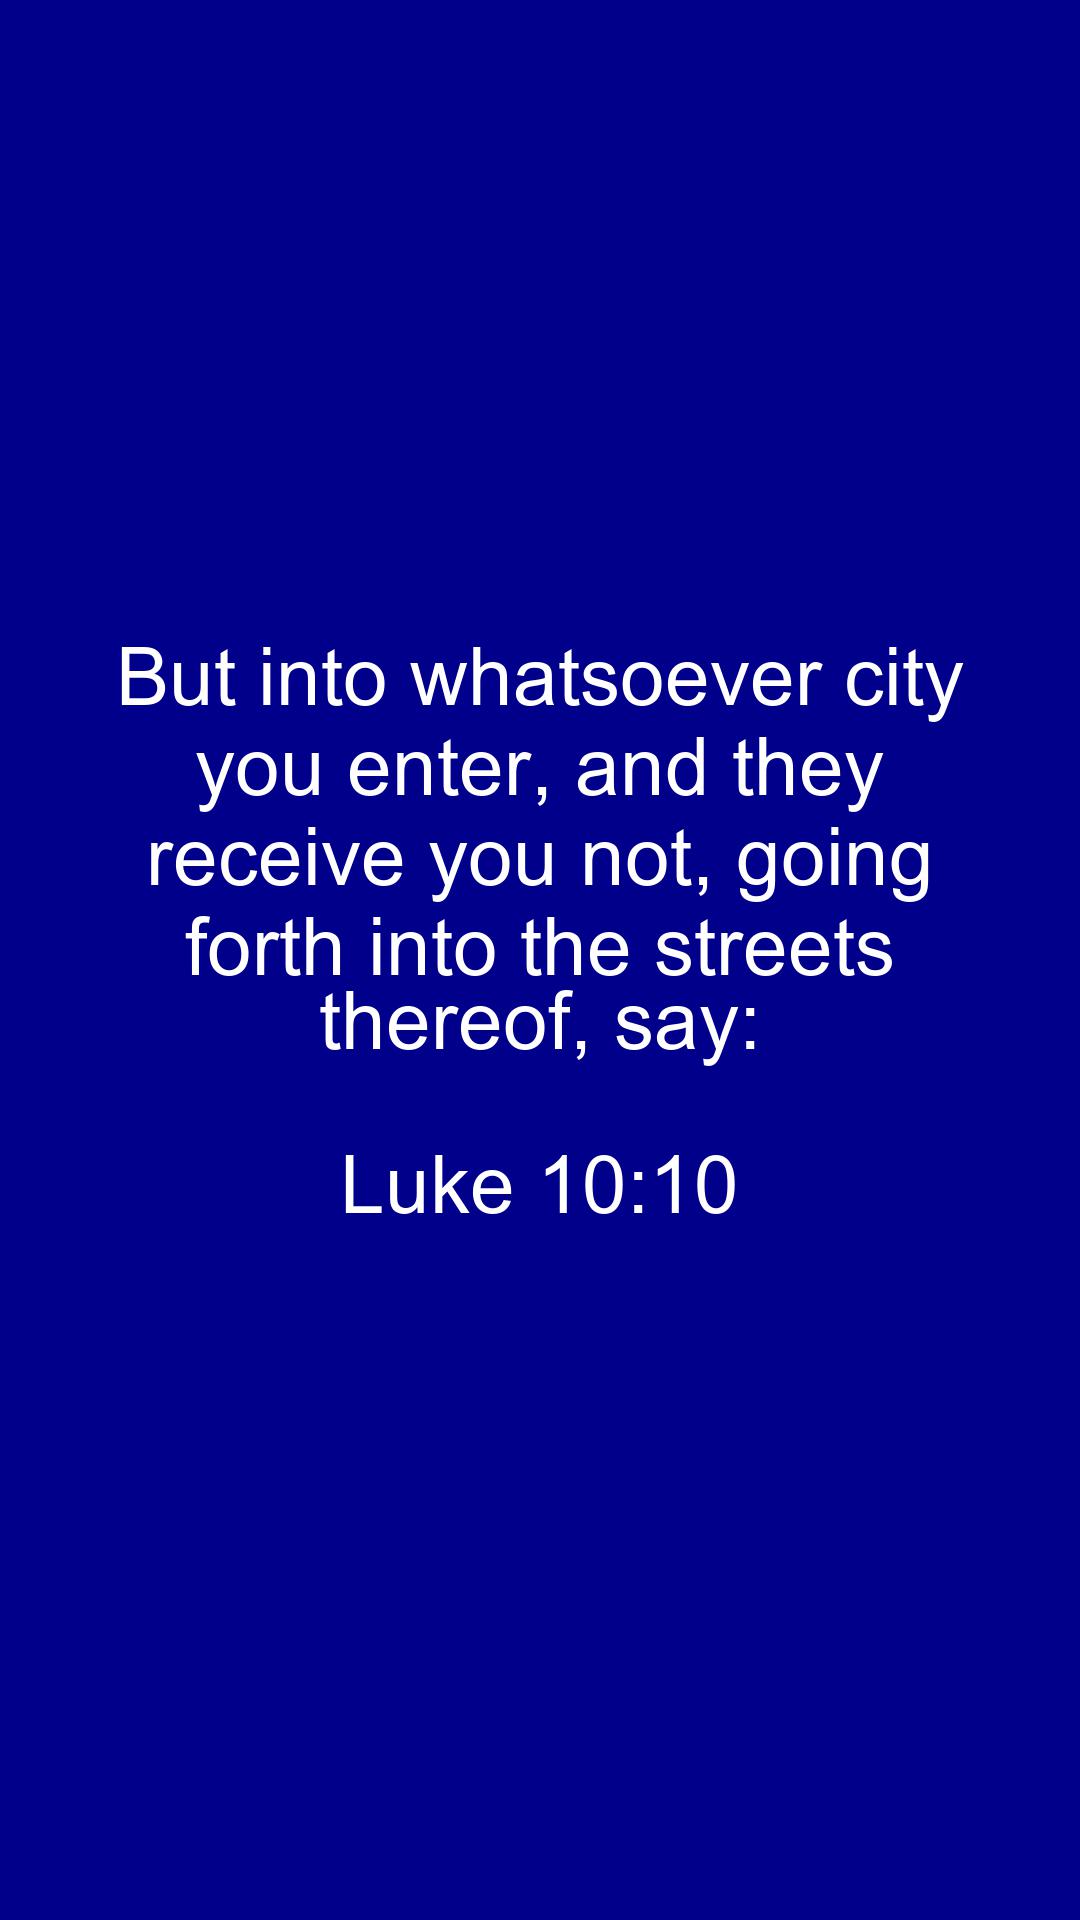 But into whatsoever city
you enter, and they
receive you not, going
forth into the streets
thereof, say:
Luke 10:10